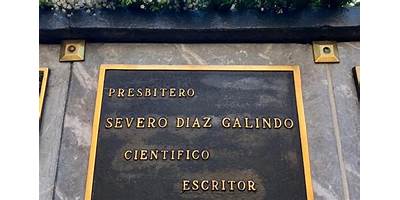 PRESBITERO
SEVERO DIAZ GALINDO
CIENTIFICO
ESCRITOR